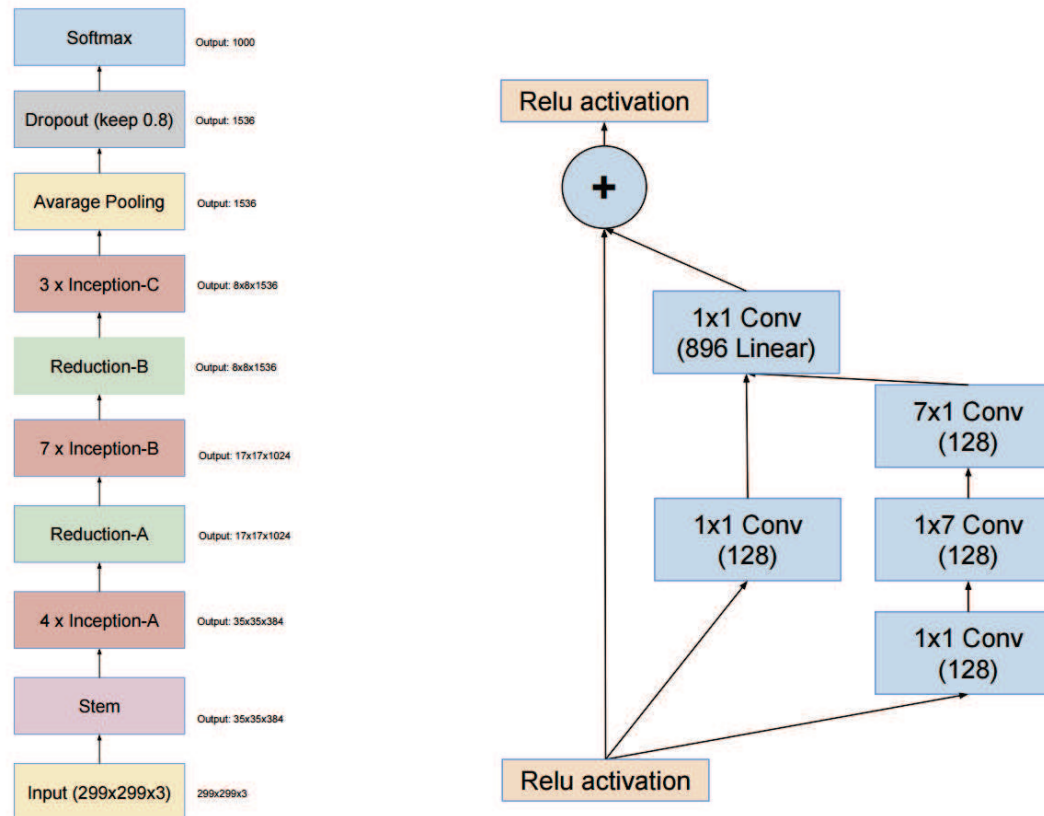 Softmax
Output: 1000
Dropout (keep 0.8)
Output: 1536
Avarage Pooling
Output: 1536
3 x Inception-C
Output: 8x8x1536
Reduction-B
Output: 8x8x1536
7 x Inception-B
Output: 17x17x1024
Reduction-A
Output: 17x17x1024
4 x Inception-A
Output: 35x35x384
Stem
Output: 35x35x384
Input (299x299x3)
299x299x3
Relu activation
+
1x1 Conv
(896 Linear)
7x1 Conv
(128)
1x1 Conv
(128)
1x7 Conv
(128)
1x1 Conv
(128)
Relu activation